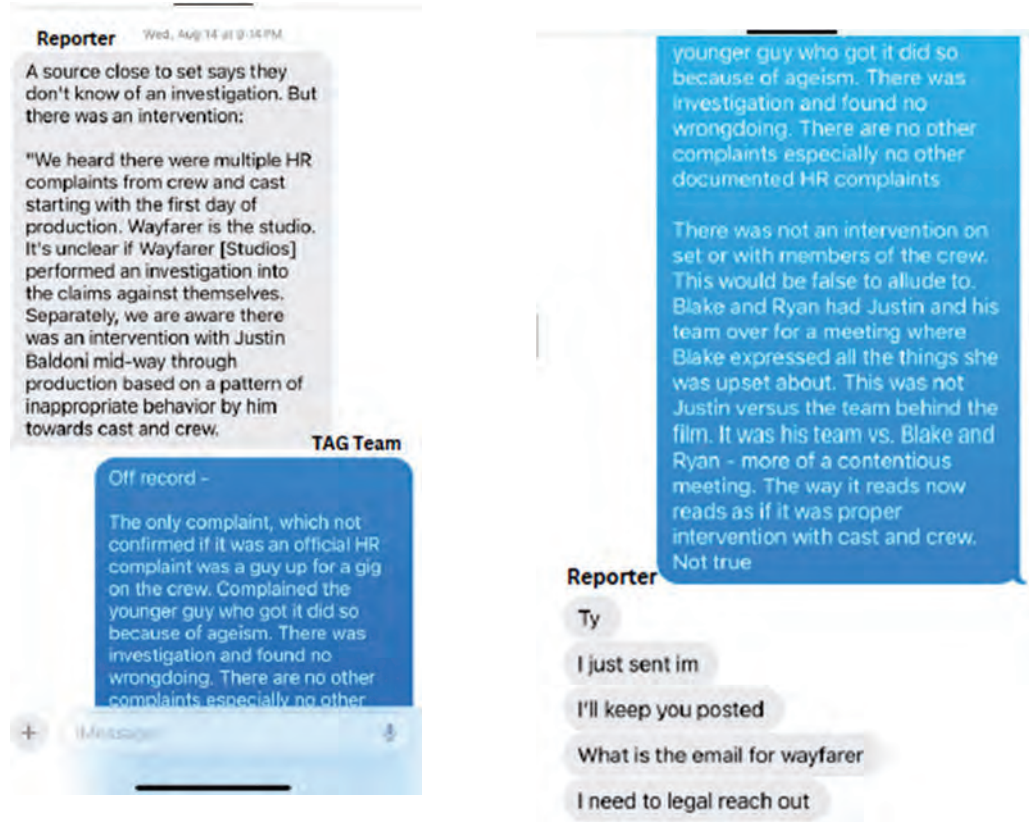 Reporter
Wed, Aug 14 at 9:14 PM
A source close to set says they
don't know of an investigation. But
there was an intervention:
"We heard there were multiple HR
complaints from crew and cast
starting with the first day of
production. Wayfarer is the studio.
It's unclear if Wayfarer [Studios]
performed an investigation into
the claims against themselves.
Separately, we are aware there
was an intervention with Justin
Baldoni mid-way through
production based on a pattern of
inappropriate behavior by him
towards cast and crew.
TAG Team
Off record -
The only complaint, which not
confirmed if it was an official HR
complaint was a guy up for a gig
on the crew. Complained the
younger guy who got it did so
because of ageism. There was
investigation and found no
wrongdoing. There are no other
complaints especially no other
iMessage
younger guy who got it did so
because of ageism. There was
investigation and found no
wrongdoing. There are no other
complaints especially no other
documented HR complaints
There was not an intervention on
set or with members of the crew.
This would be false to allude to.
Blake and Ryan had Justin and his
team over for a meeting where
Blake expressed all the things she
was upset about. This was not
Justin versus the team behind the
film. It was his team vs. Blake and
Ryan - more of a contentious
meeting. The way it reads now
reads as if it was proper
intervention with cast and crew.
Not true
Reporter
Ty
I just sent im
I'll keep you posted
What is the email for wayfarer
I need to legal reach out